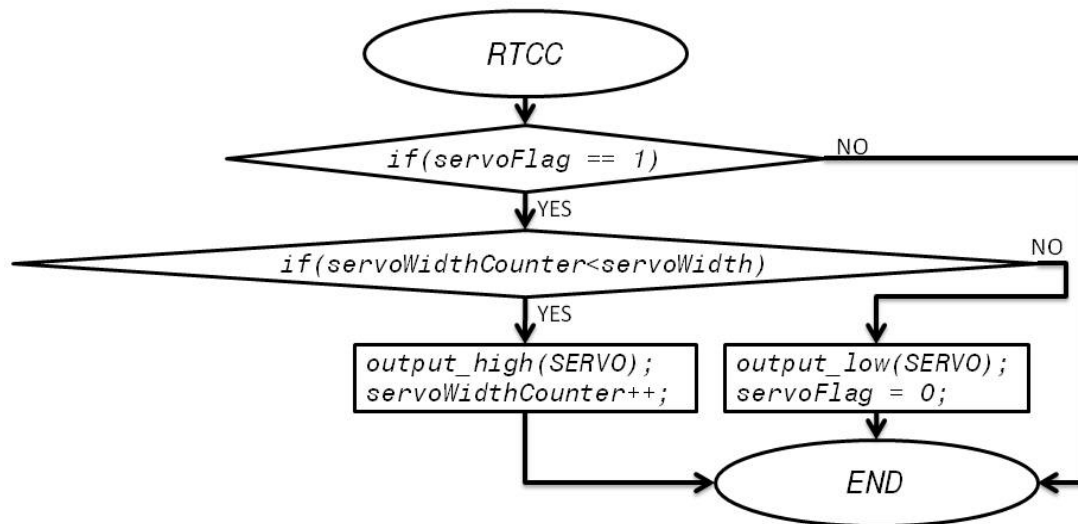 RTCC
if(servoFlag == 1)
NO
YES
if(servoWidthCounter<servoWidth)
NO
YES
output_high(SERVO);
servoWidthCounter++;
output_low(SERVO);
servoFlag = 0;
END